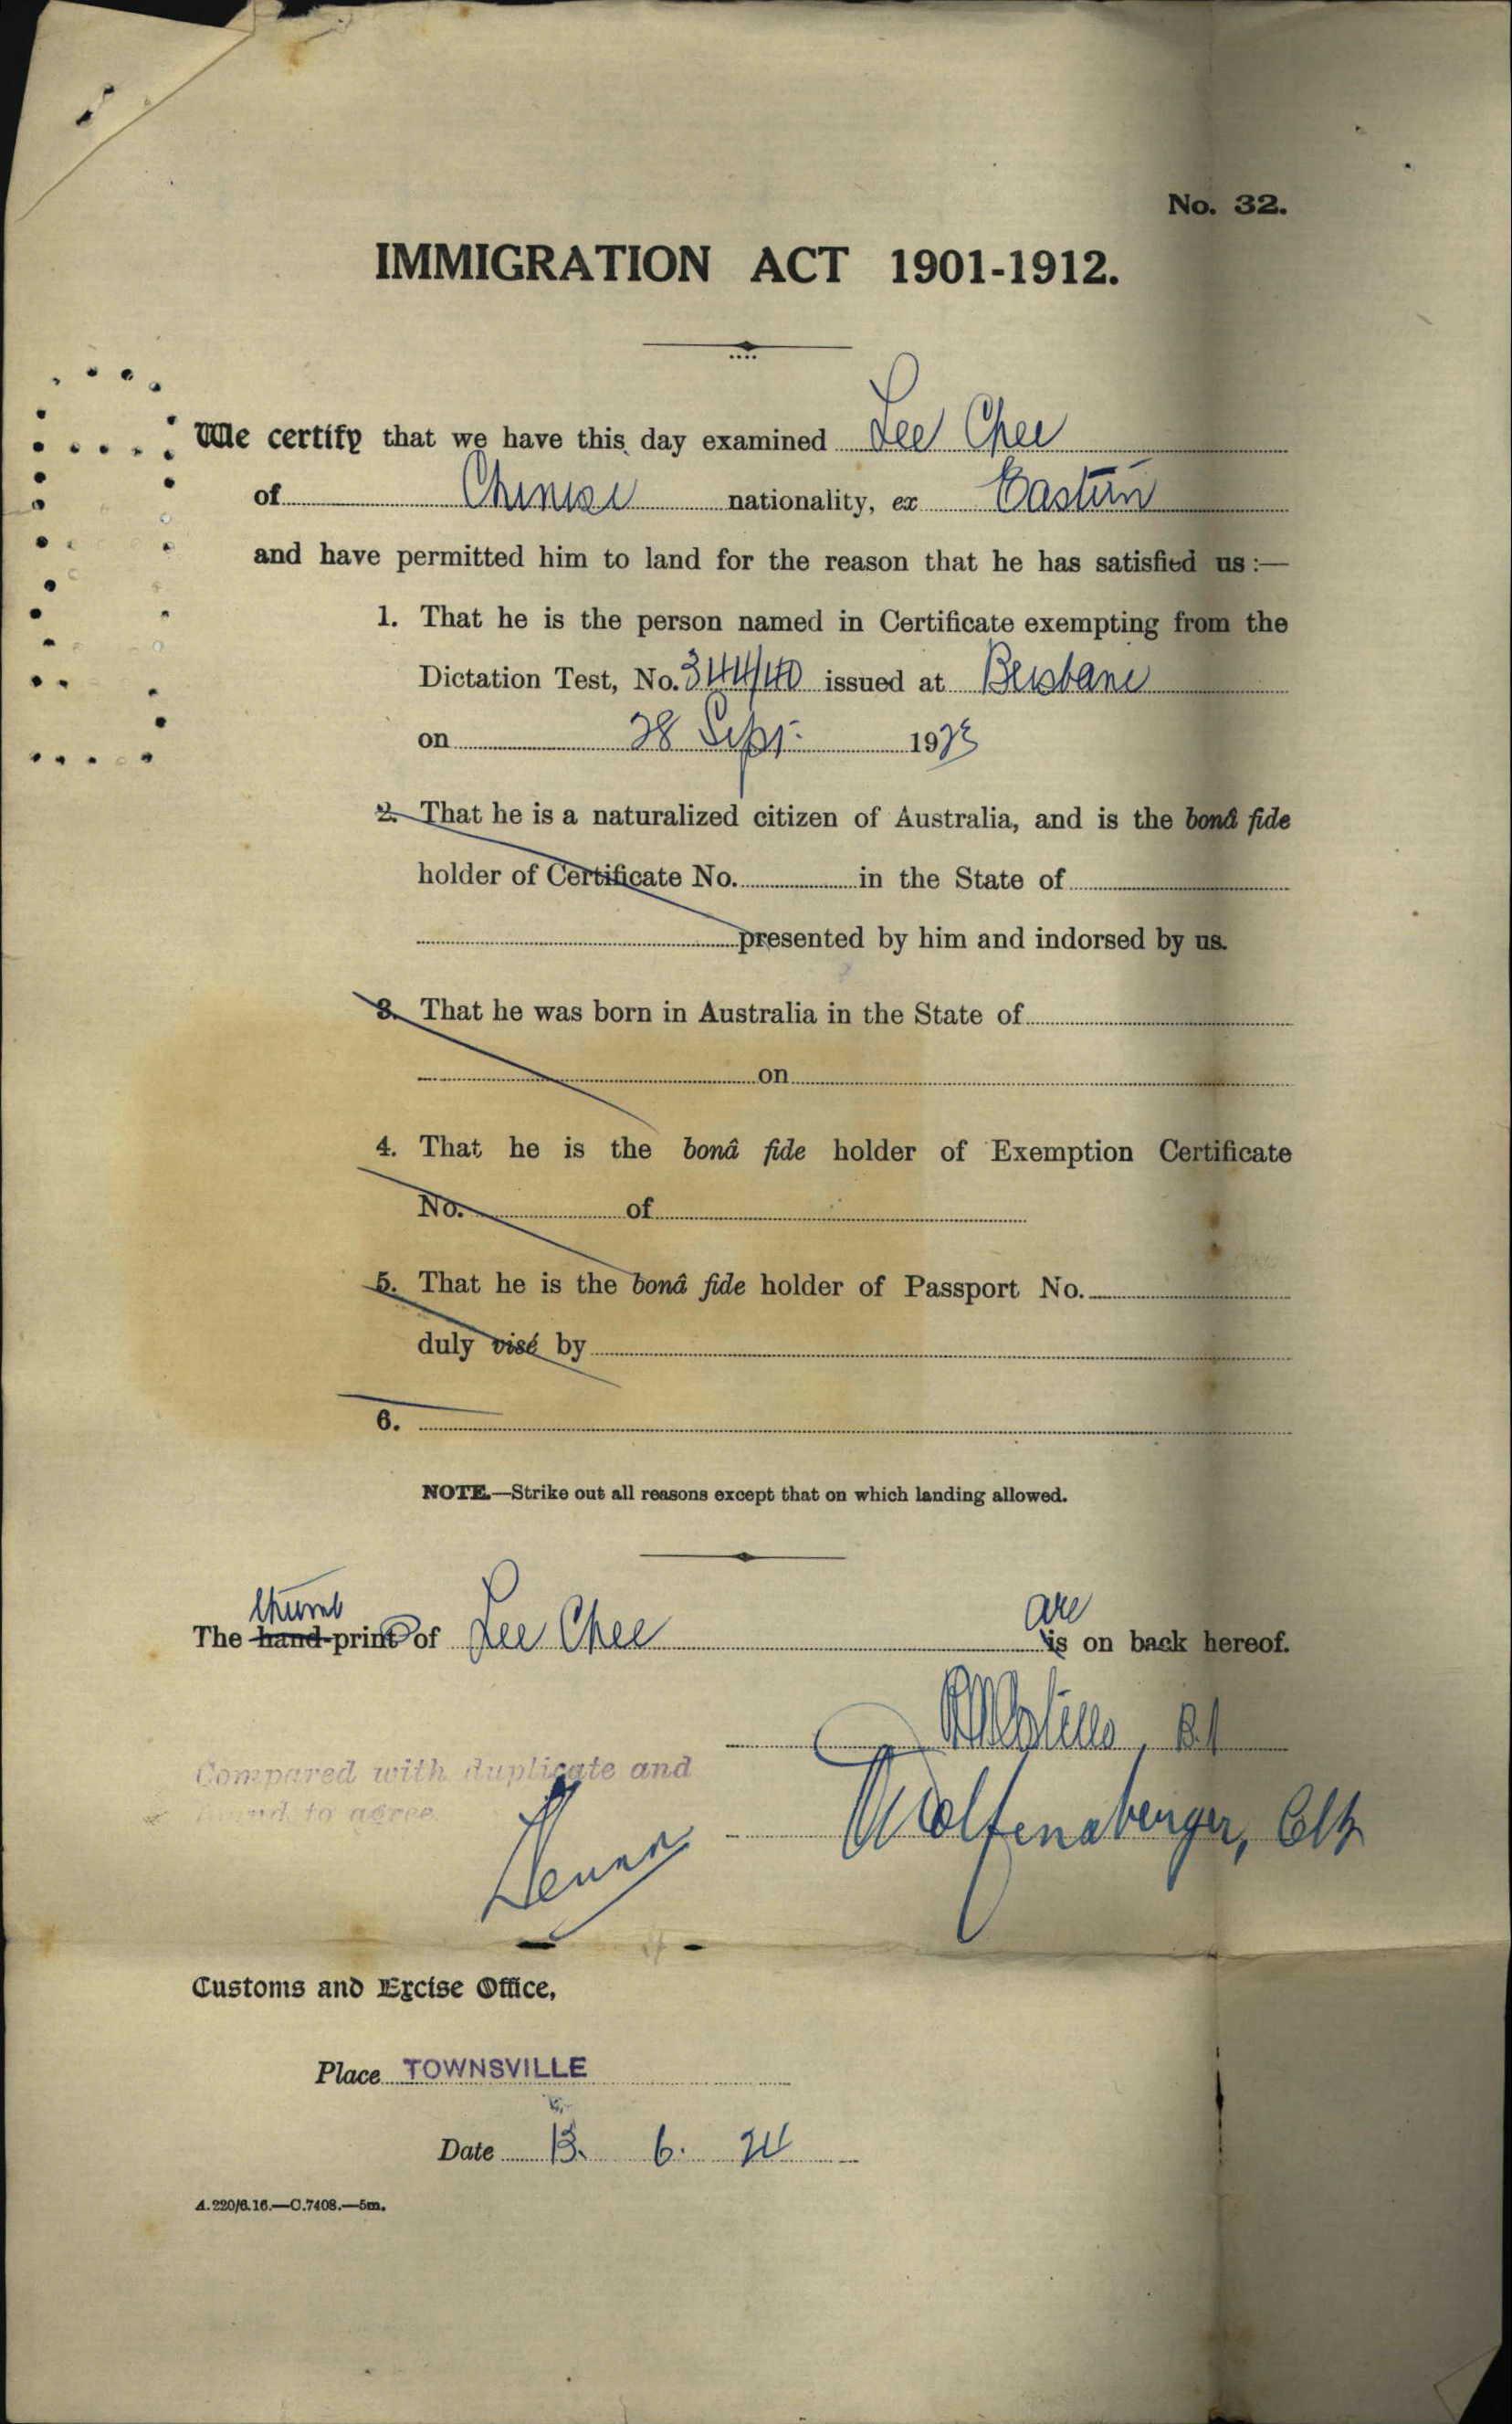 No. 32.
IMMIGRATION ACT 1901-1912.
We certify that we have this day examined Lee Chee
of Chinese nationality, ex Eastern
and have permitted him to land for the reason that he has satisfied us :—
1. That he is the person named in Certificate exempting from the
Dictation Test, No. 344/40 issued at Brisbane
on 28 Sept. 1923
2. That he is a naturalized citizen of Australia, and is the bonâ fide
holder of Certificate No. in the State of
presented by him and indorsed by us.
3. That he was born in Australia in the State of
on
4. That he is the bonâ fide holder of Exemption Certificate
No. of
5. That he is the bonâ fide holder of Passport No.
duly visé by
6.
NOTE.—Strike out all reasons except that on which landing allowed.
thumb are
The hand-prints of Lee Chee is on back hereof.
Compared with duplicate and
found to agree
Wolfensberger, Clk
Customs and Excise Office,
Place TOWNSVILLE
Date 13. 6. 24
A.220/6.16.—C.7408.—5m.